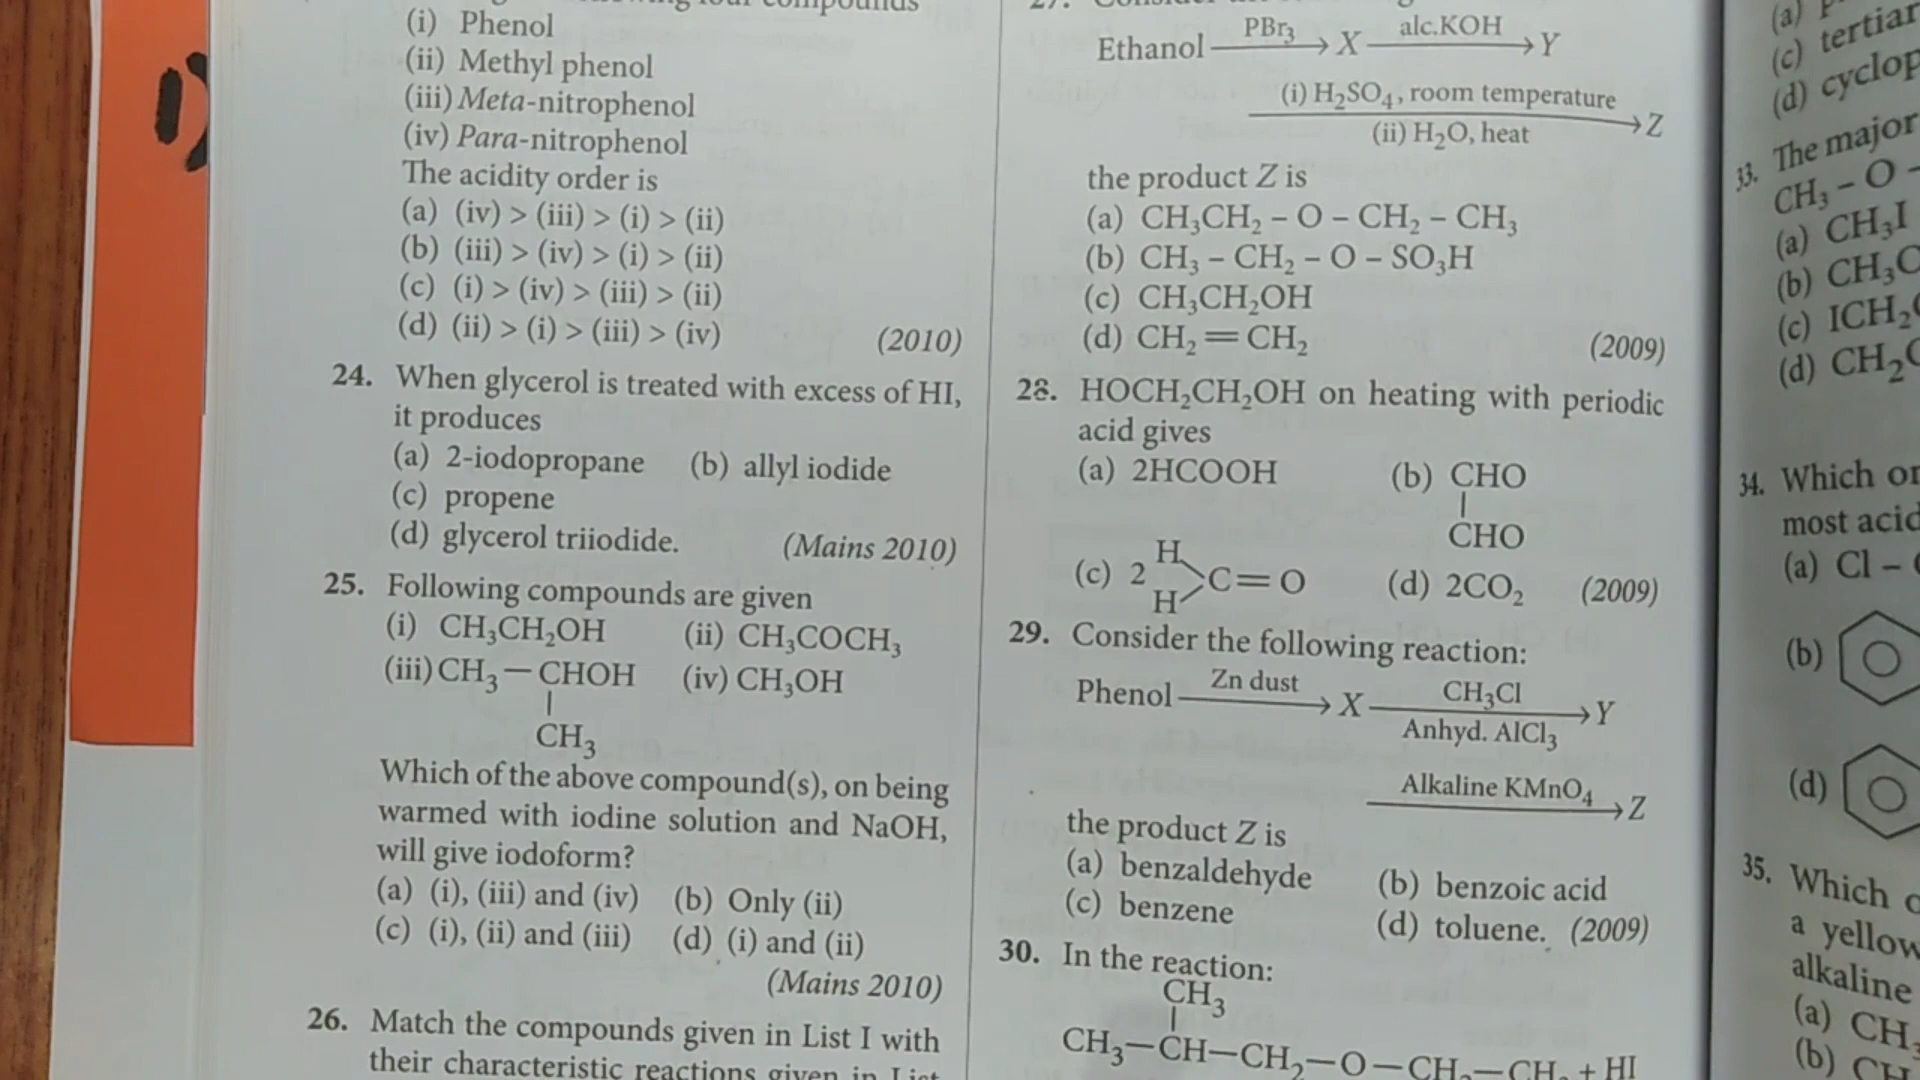 (i) Phenol
(ii) Methyl phenol
(iii) Meta-nitrophenol
(iv) Para-nitrophenol
The acidity order is
(a) (iv) > (iii) > (i) > (ii)
(b) (iii) > (iv) > (i) > (ii)
(c) (i) > (iv) > (iii) > (ii)
(d) (ii) > (i) > (iii) > (iv) (2010)
24. When glycerol is treated with excess of HI,
it produces
(a) 2-iodopropane (b) allyl iodide
(c) propene
(d) glycerol triiodide. (Mains 2010)
25. Following compounds are given
(i) CH₃CH₂OH (ii) CH₃COCH₃
(iii) CH₃ — CHOH (iv) CH₃OH
|
CH₃
Which of the above compound(s), on being
warmed with iodine solution and NaOH,
will give iodoform?
(a) (i), (iii) and (iv) (b) Only (ii)
(c) (i), (ii) and (iii) (d) (i) and (ii)
(Mains 2010)
26. Match the compounds given in List I with
their characteristic reactions given in List
Ethanol PBr₃ → X alc.KOH → Y
(i) H₂SO₄, room temperature → Z
(ii) H₂O, heat
the product Z is
(a) CH₃CH₂ – O – CH₂ – CH₃
(b) CH₃ – CH₂ – O – SO₃H
(c) CH₃CH₂OH
(d) CH₂ = CH₂ (2009)
28. HOCH₂CH₂OH on heating with periodic
acid gives
(a) 2HCOOH (b) CHO
|
CHO
(c) 2 H H C = O (d) 2CO₂ (2009)
29. Consider the following reaction:
Phenol Zn dust → X CH₃Cl → Y
Anhyd. AlCl₃
Alkaline KMnO₄ → Z
the product Z is
(a) benzaldehyde (b) benzoic acid
(c) benzene (d) toluene. (2009)
30. In the reaction:
CH₃
|
CH₃—CH—CH₂—O—CH₂—CH₃ + HI
(a)
(c)
(d)
33. The major
CH₃ – O –
(a) CH₃I
(b)
(c)
(d)
34. Which
most
(a) Cl –
(b)
(d)
35. Which
a
alkaline
(a)
(b)